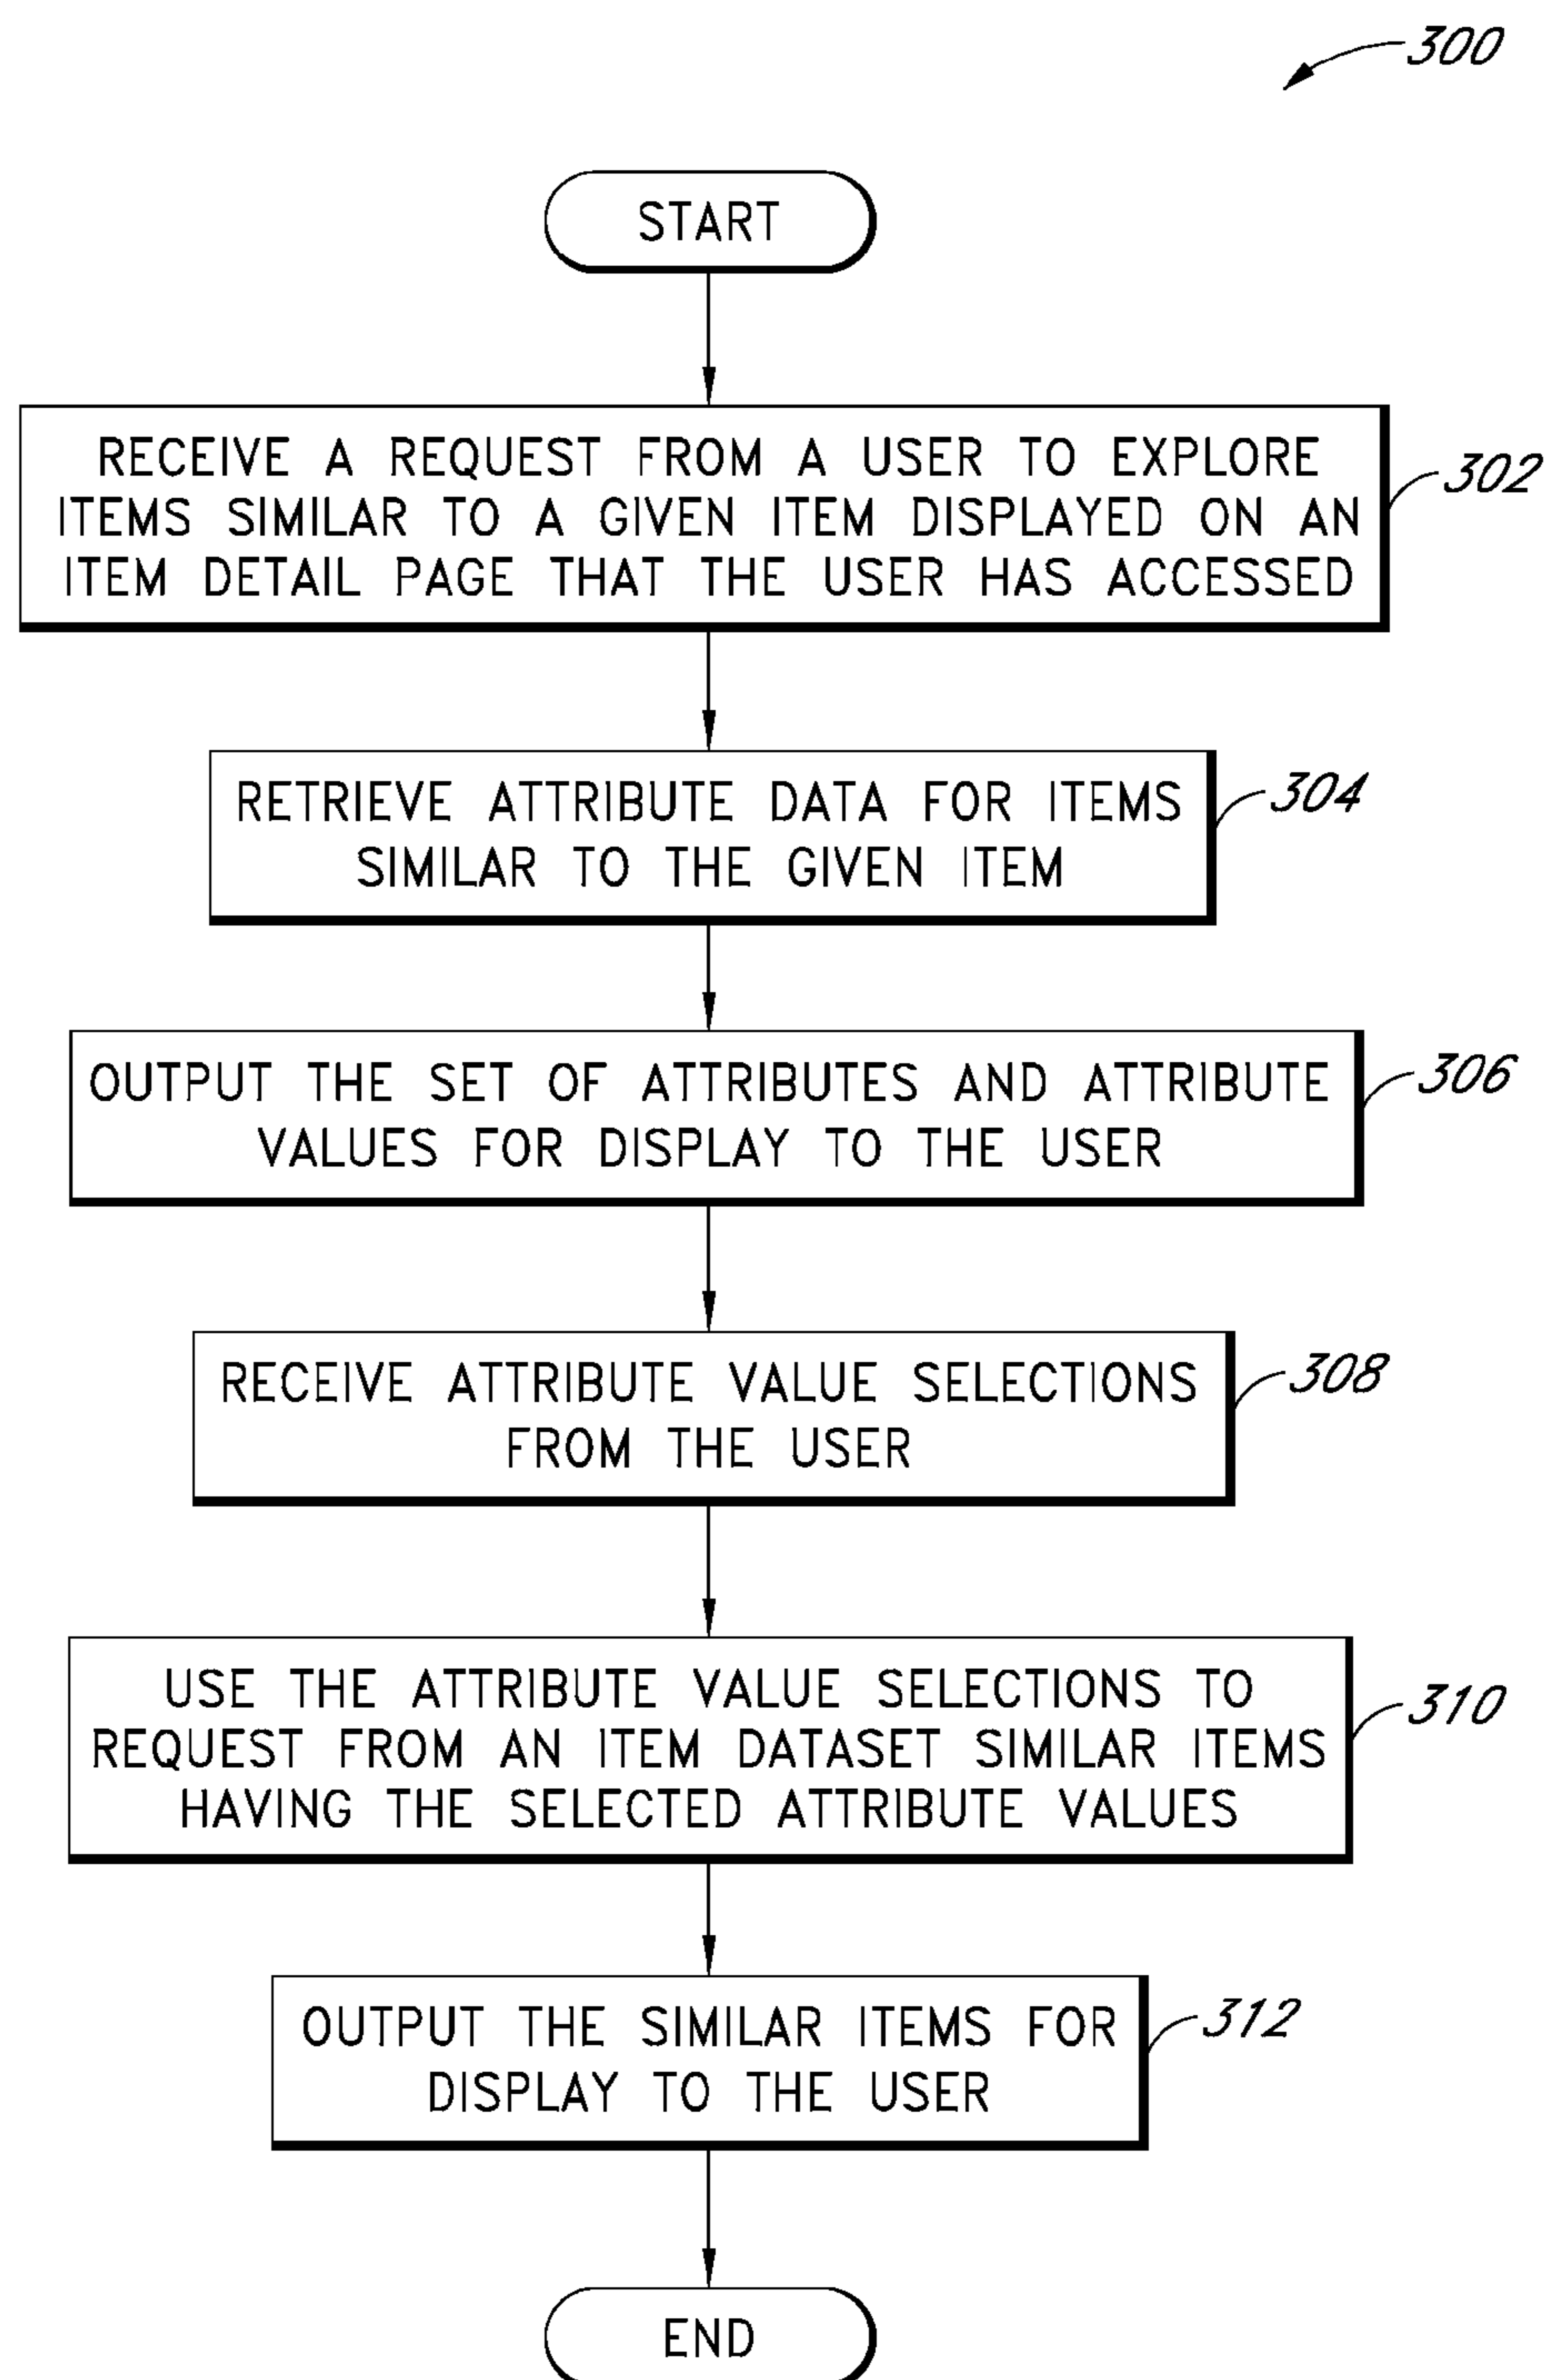 300
START
RECEIVE A REQUEST FROM A USER TO EXPLORE
ITEMS SIMILAR TO A GIVEN ITEM DISPLAYED ON AN
ITEM DETAIL PAGE THAT THE USER HAS ACCESSED
302
RETRIEVE ATTRIBUTE DATA FOR ITEMS
SIMILAR TO THE GIVEN ITEM
304
OUTPUT THE SET OF ATTRIBUTES AND ATTRIBUTE
VALUES FOR DISPLAY TO THE USER
306
RECEIVE ATTRIBUTE VALUE SELECTIONS
FROM THE USER
308
USE THE ATTRIBUTE VALUE SELECTIONS TO
REQUEST FROM AN ITEM DATASET SIMILAR ITEMS
HAVING THE SELECTED ATTRIBUTE VALUES
310
OUTPUT THE SIMILAR ITEMS FOR
DISPLAY TO THE USER
312
END